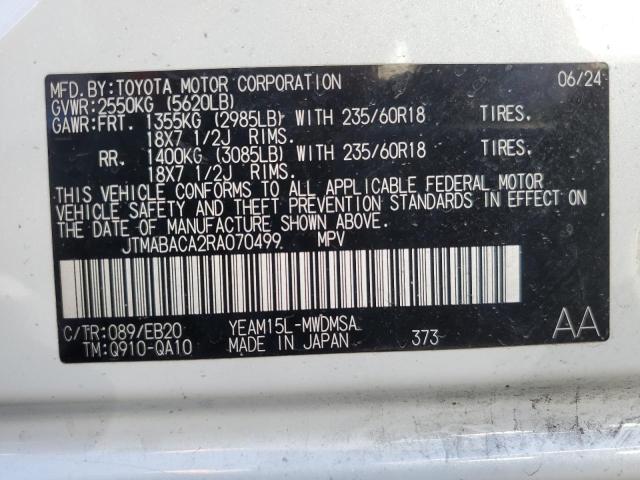 MFD. BY: TOYOTA MOTOR CORPORATION 06/24
GVWR: 2550KG (5620LB)
GAWR: FRT. 1355KG (2985LB) WITH 235/60R18 TIRES.
18X7 1/2J RIMS.
RR. 1400KG (3085LB) WITH 235/60R18 TIRES.
18X7 1/2J RIMS.
THIS VEHICLE CONFORMS TO ALL APPLICABLE FEDERAL MOTOR
VEHICLE SAFETY AND THEFT PREVENTION STANDARDS IN EFFECT ON
THE DATE OF MANUFACTURE SHOWN ABOVE.
JTMABACA2RA070499 MPV
C/TR: 089/EB20 YEAM15L-MWDMSA 373 AA
TM: Q910-QA10 MADE IN JAPAN